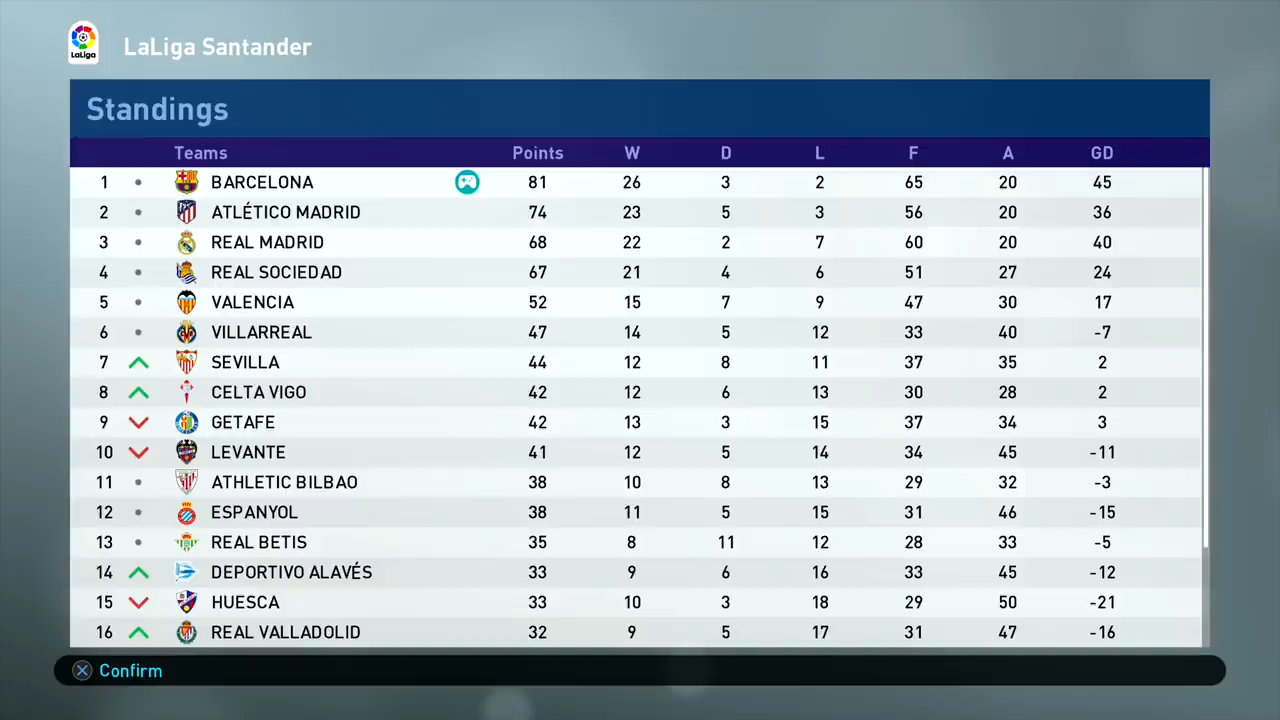 LaLiga
LaLiga Santander
Standings
Teams Points W D L F A GD
1 BARCELONA 81 26 3 2 65 20 45
2 ATLÉTICO MADRID 74 23 5 3 56 20 36
3 REAL MADRID 68 22 2 7 60 20 40
4 REAL SOCIEDAD 67 21 4 6 51 27 24
5 VALENCIA 52 15 7 9 47 30 17
6 VILLARREAL 47 14 5 12 33 40 -7
7 SEVILLA 44 12 8 11 37 35 2
8 CELTA VIGO 42 12 6 13 30 28 2
9 GETAFE 42 13 3 15 37 34 3
10 LEVANTE 41 12 5 14 34 45 -11
11 ATHLETIC BILBAO 38 10 8 13 29 32 -3
12 ESPANYOL 38 11 5 15 31 46 -15
13 REAL BETIS 35 8 11 12 28 33 -5
14 DEPORTIVO ALAVÉS 33 9 6 16 33 45 -12
15 HUESCA 33 10 3 18 29 50 -21
16 REAL VALLADOLID 32 9 5 17 31 47 -16
Confirm